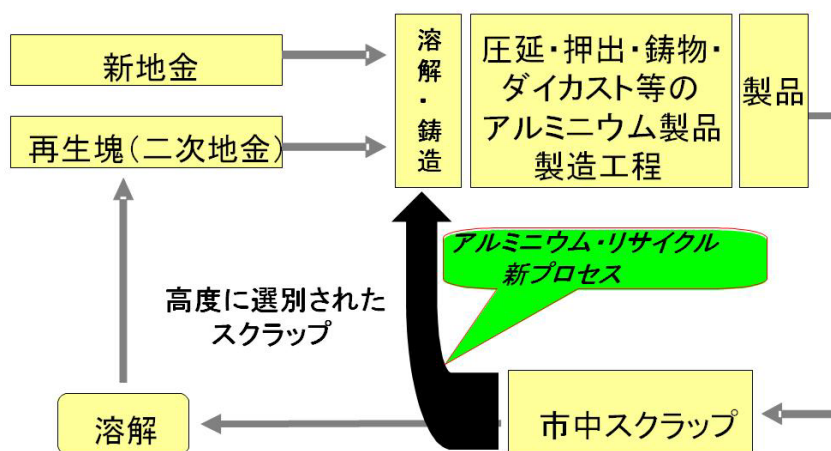 新地金
再生塊(二次地金)
溶解・鋳造
圧延・押出・鋳物・
ダイカスト等の
アルミニウム製品
製造工程
製品
アルミニウム・リサイクル
新プロセス
高度に選別された
スクラップ
溶解
市中スクラップ